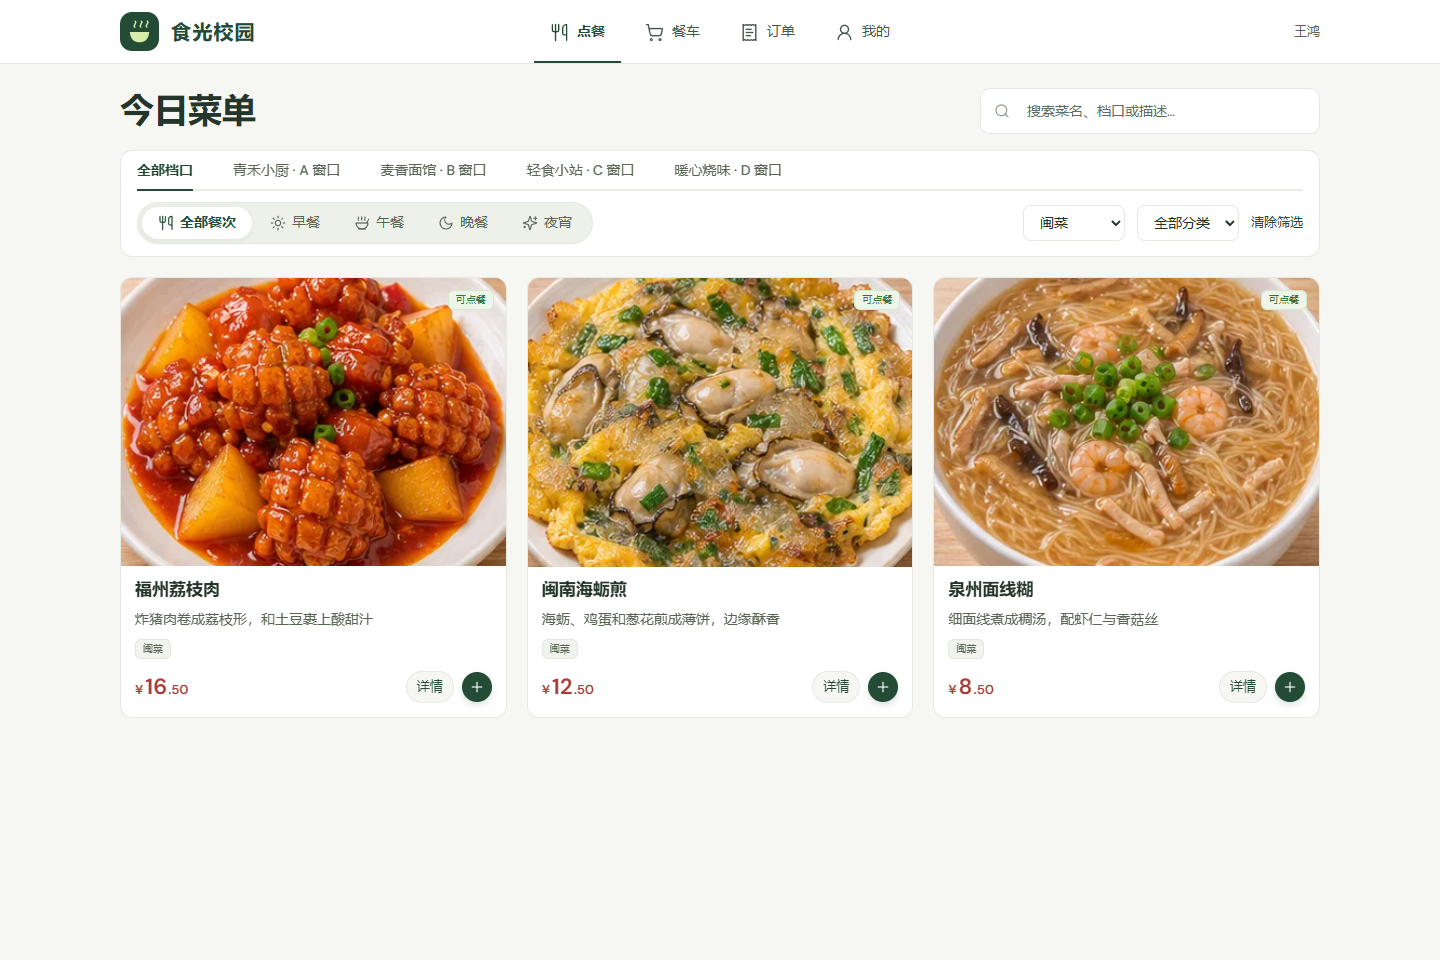 食光校园
点餐
餐车
订单
我的
王鸿
今日菜单
搜索菜名、档口或描述...
全部档口
青禾小厨 · A 窗口
麦香面馆 · B 窗口
轻食小站 · C 窗口
暖心烧味 · D 窗口
全部餐次
早餐
午餐
晚餐
夜宵
闽菜
全部分类
清除筛选
可点餐
可点餐
可点餐
福州荔枝肉
炸猪肉卷成荔枝形，和土豆裹上酸甜汁
闽菜
¥16.50
详情
闽南海蛎煎
海蛎、鸡蛋和葱花煎成薄饼，边缘酥香
闽菜
¥12.50
详情
泉州面线糊
细面线煮成稠汤，配虾仁与香菇丝
闽菜
¥8.50
详情